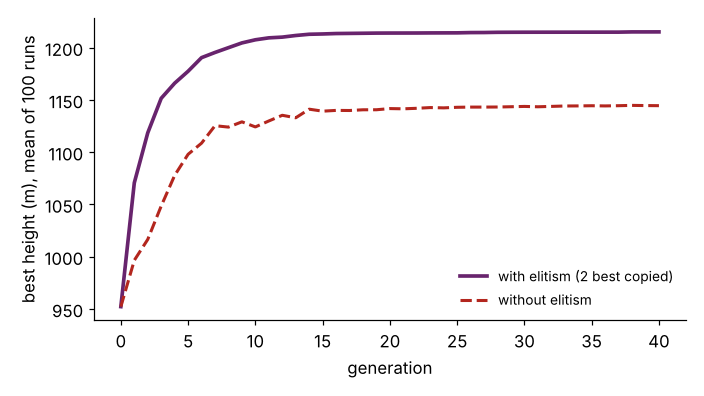 best height (m), mean of 100 runs
1200
1150
1100
1050
1000
950
with elitism (2 best copied)
without elitism
0 5 10 15 20 25 30 35 40
generation